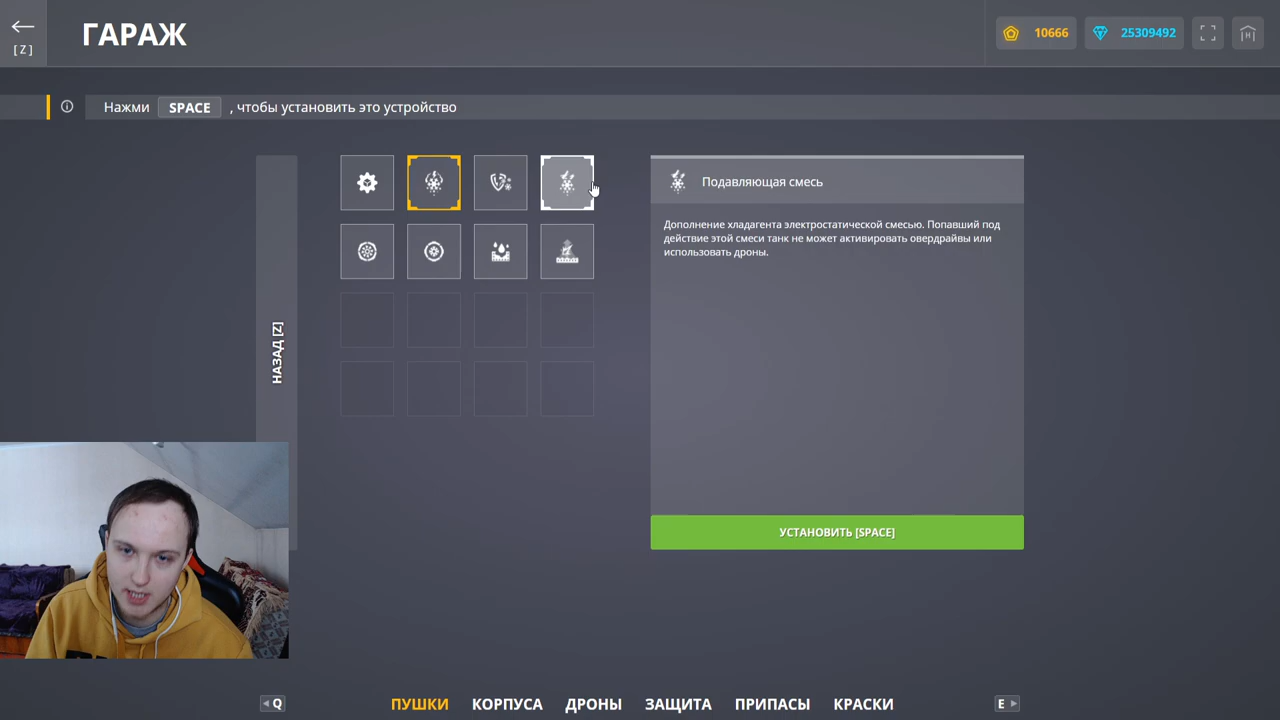 [Z]
ГАРАЖ
10666
25309492
Нажми SPACE , чтобы установить это устройство
НАЗАД [Z]
Подавляющая смесь
Дополнение хладагента электростатической смесью. Попавший под
действие этой смеси танк не может активировать овердрайвы или
использовать дроны.
УСТАНОВИТЬ [SPACE]
Q
ПУШКИ
КОРПУСА
ДРОНЫ
ЗАЩИТА
ПРИПАСЫ
КРАСКИ
E